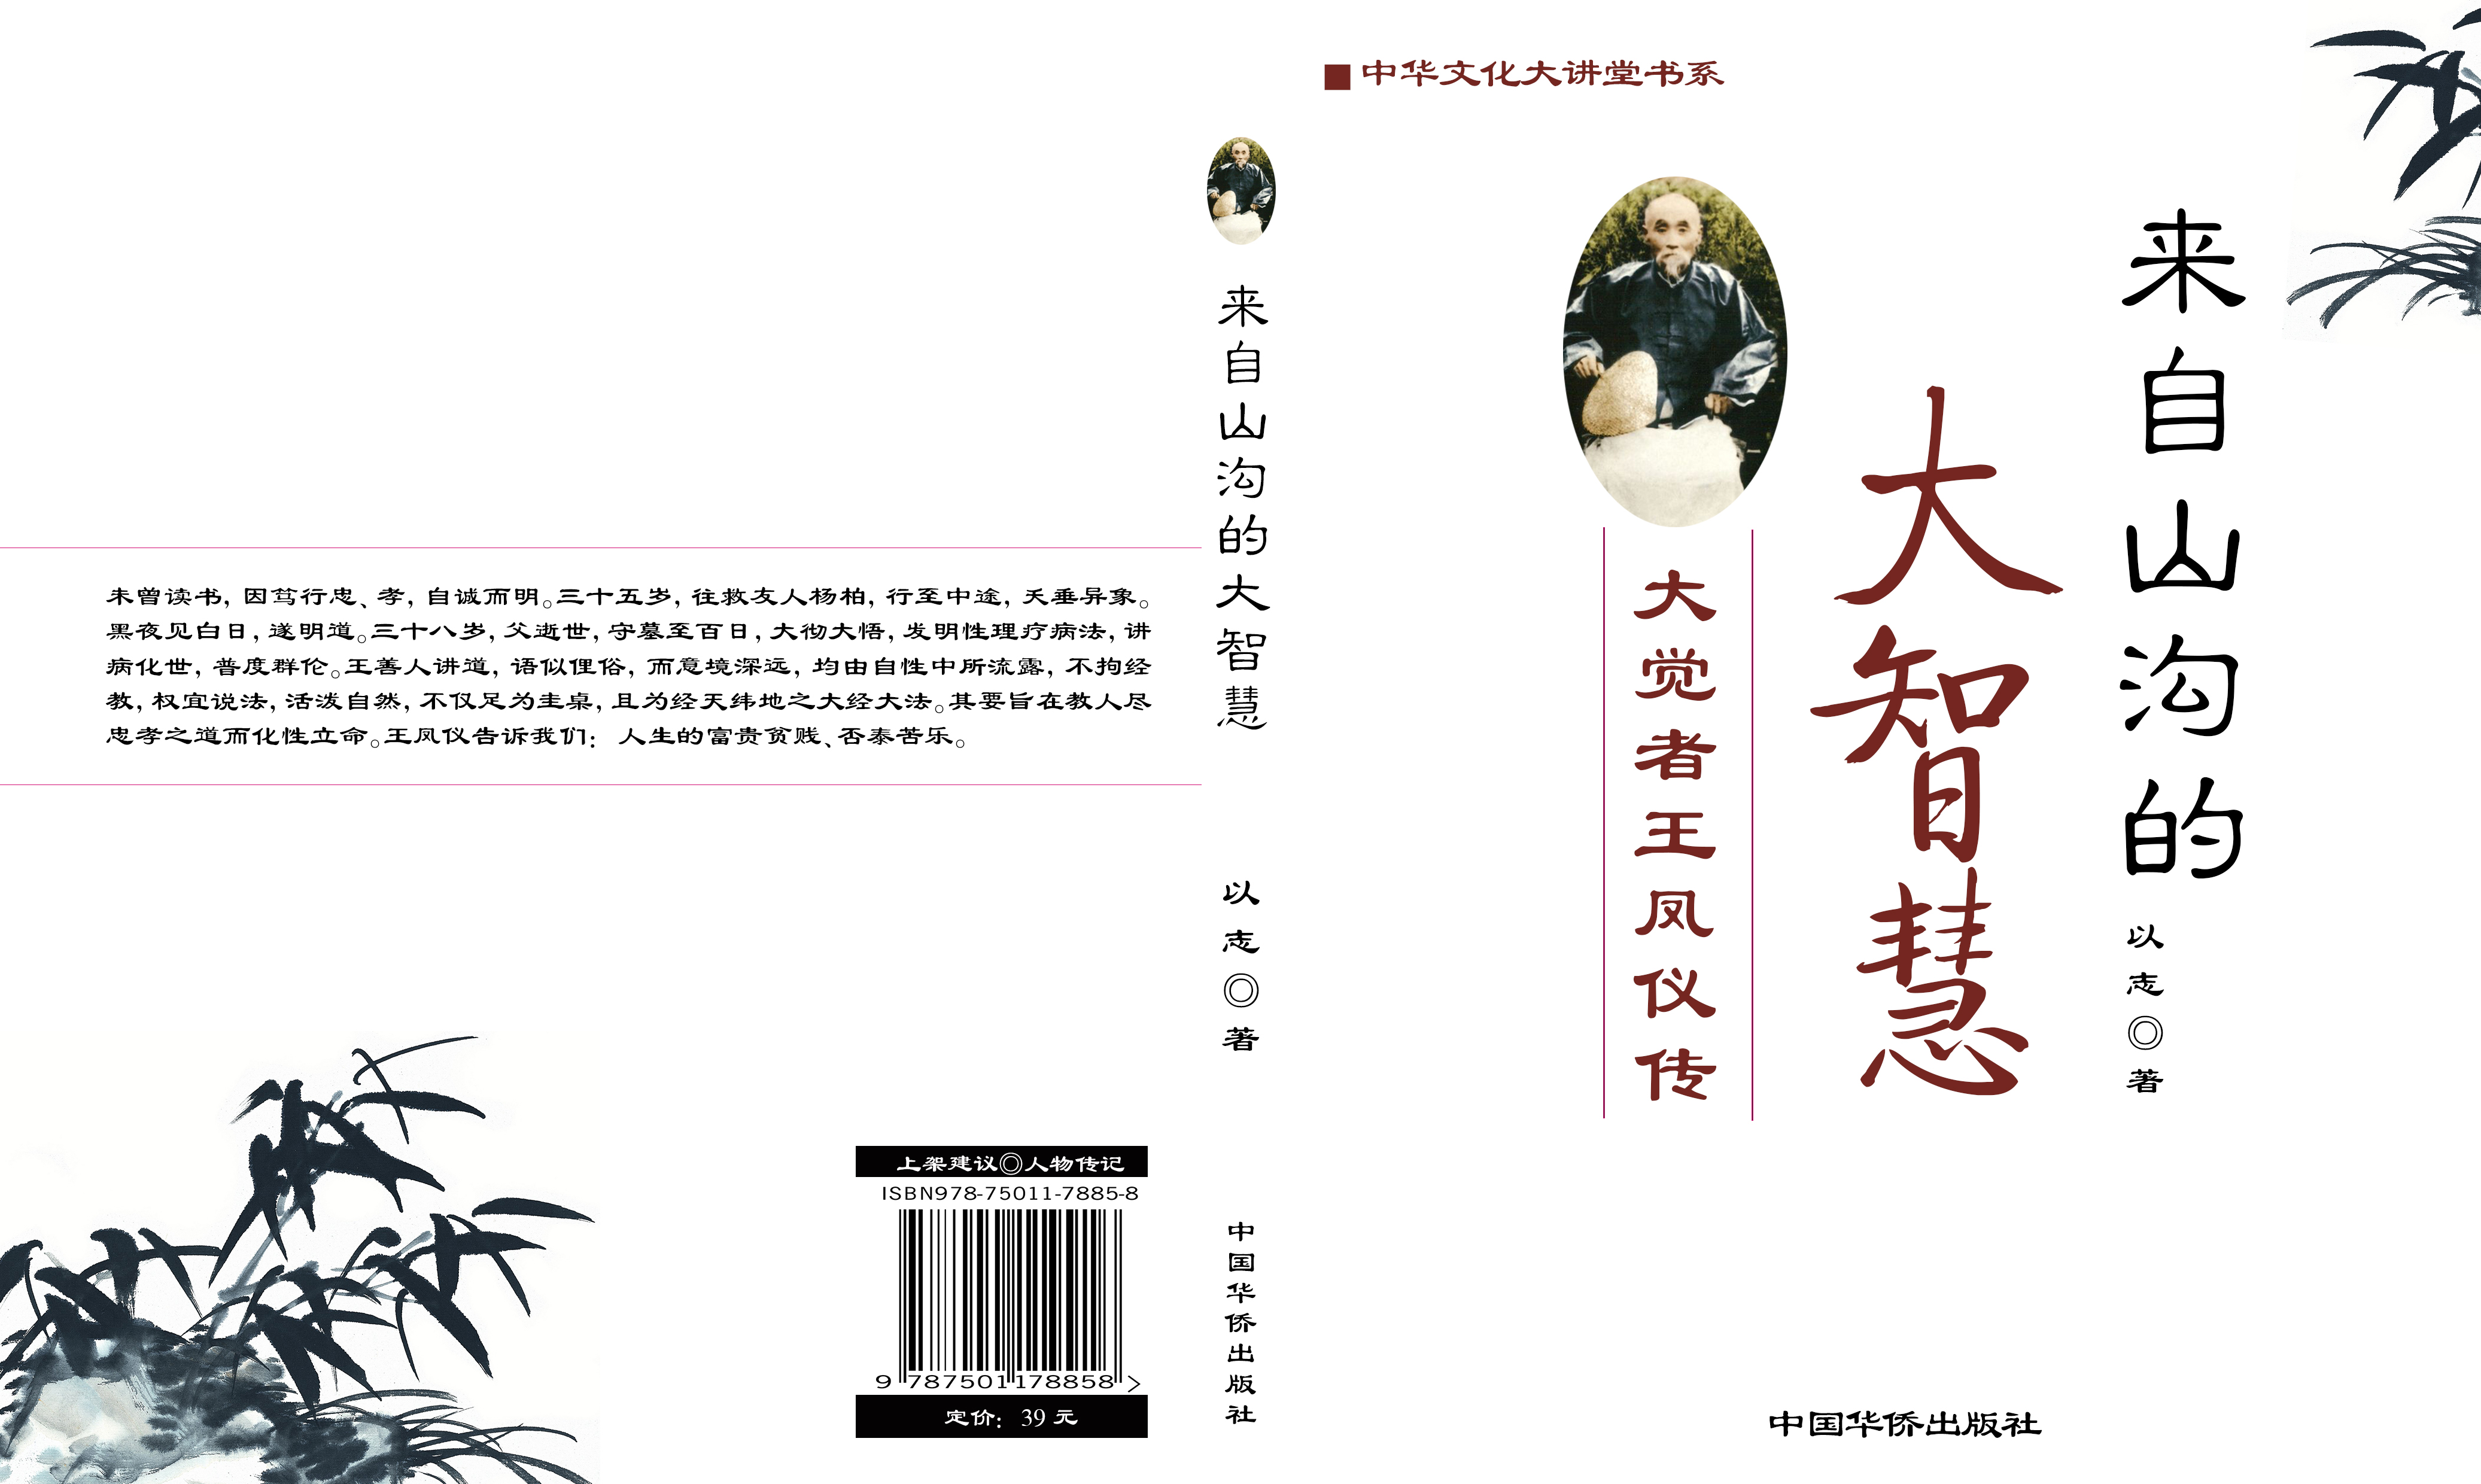 ■中华文化大讲堂书系
来自山沟的
大智慧
大觉者王凤仪传
以志◎著
中国华侨出版社
来自山沟的大智慧
以志◎著
中国华侨出版社
未曾读书，因笃行忠、孝，自诚而明。三十五岁，往救友人杨柏，行至中途，天垂异象。
黑夜见白日，遂明道。三十八岁，父逝世，守墓至百日，大彻大悟，发明性理疗病法，讲
病化世，普度群伦。王善人讲道，语似俚俗，而意境深远，均由自性中所流露，不拘经
教，权宜说法，活泼自然，不仅足为圭臬，且为经天纬地之大经大法。其要旨在教人尽
忠孝之道而化性立命。王凤仪告诉我们： 人生的富贵贫贱、否泰苦乐。
上架建议◎人物传记
ISBN978-75011-7885-8
9 787501178858 >
定价： 39 元